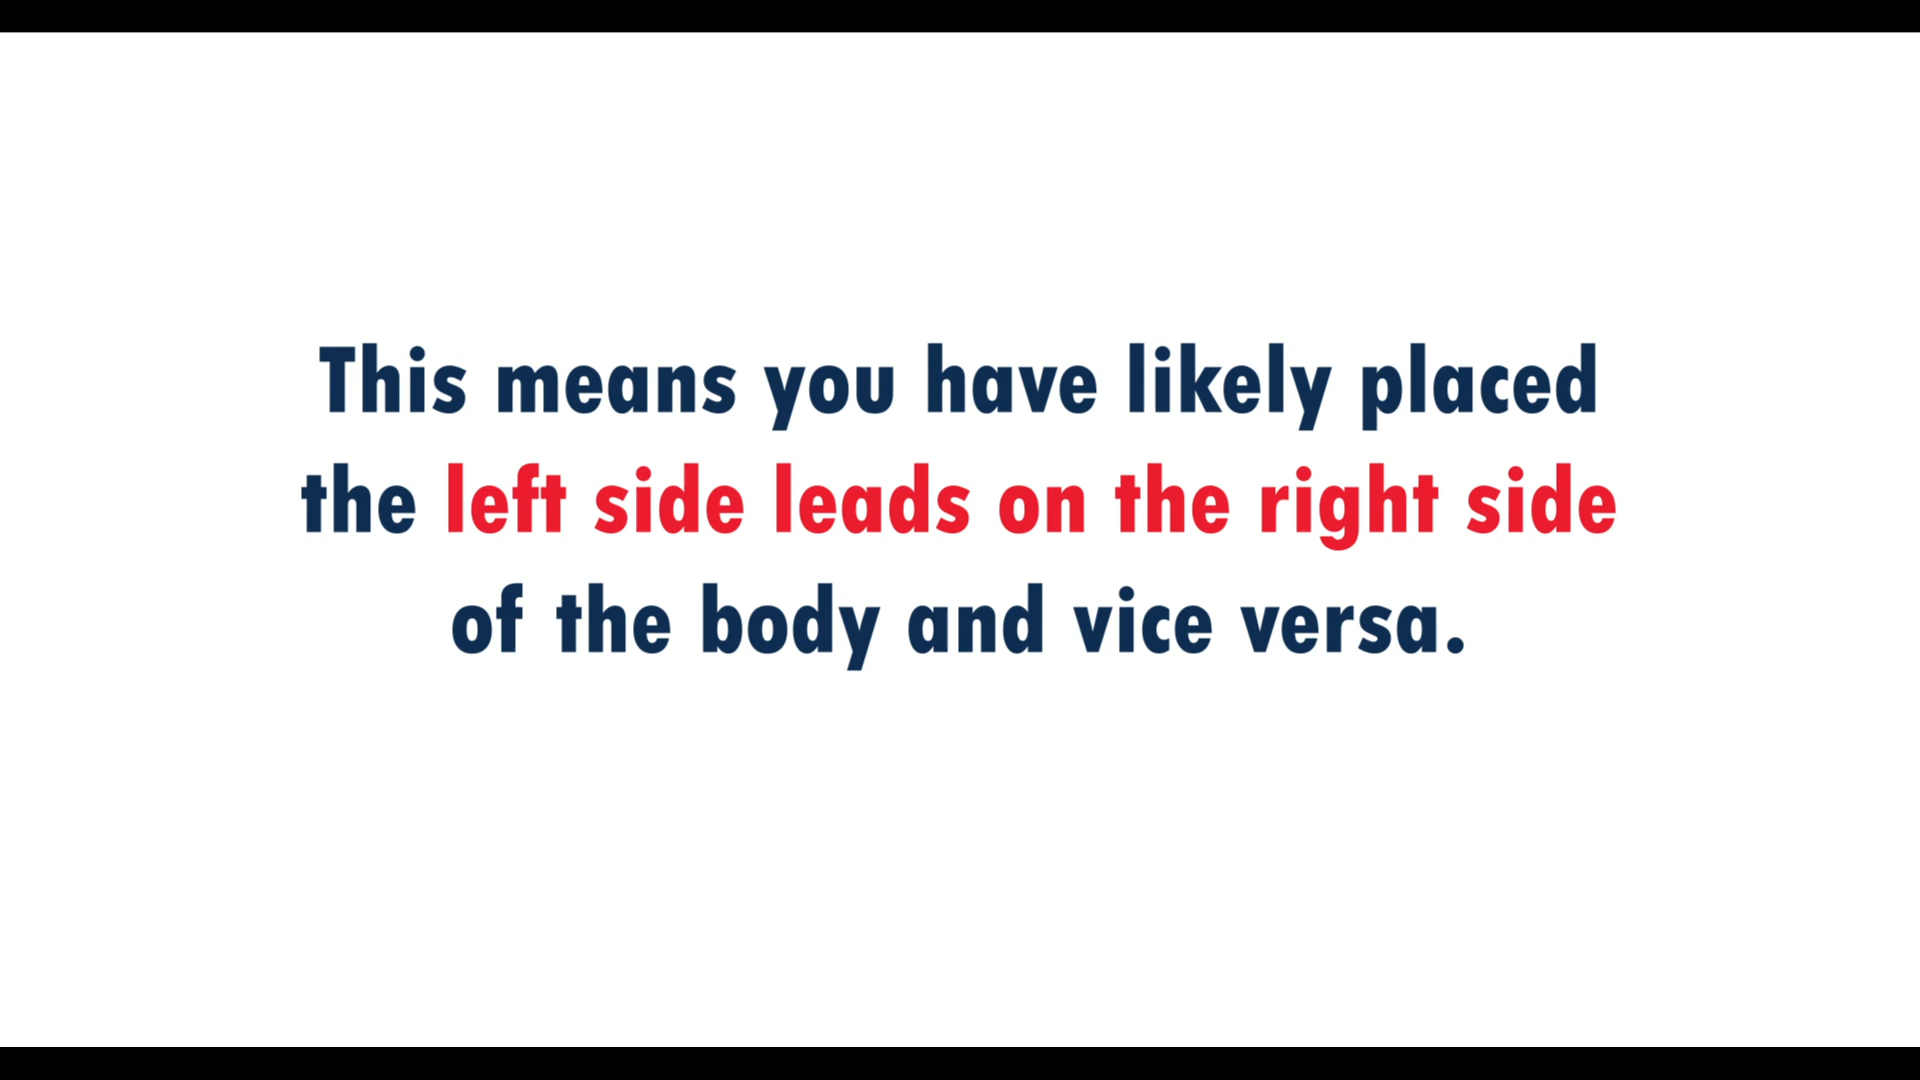 This means you have likely placed
the left side leads on the right side
of the body and vice versa.